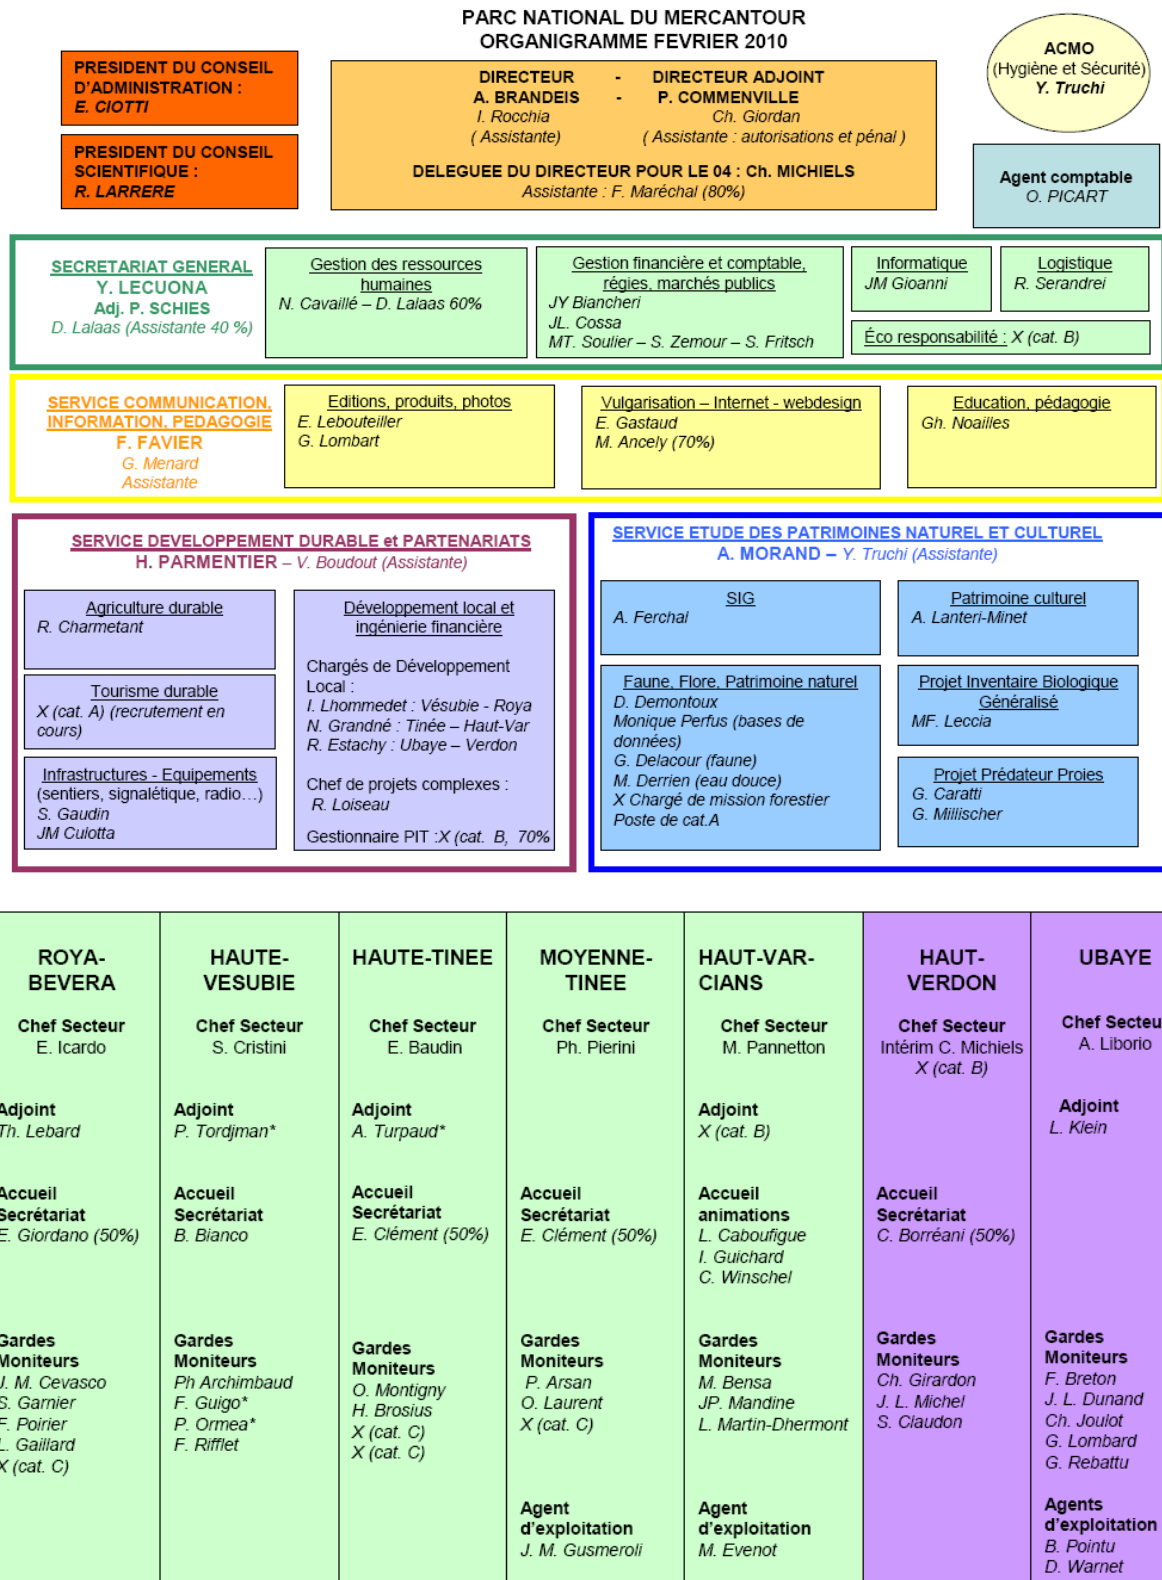 PARC NATIONAL DU MERCANTOUR
ORGANIGRAMME FEVRIER 2010
PRESIDENT DU CONSEIL
D'ADMINISTRATION :
E. CIOTTI
PRESIDENT DU CONSEIL
SCIENTIFIQUE :
R. LARRERE
DIRECTEUR - DIRECTEUR ADJOINT
A. BRANDEIS - P. COMMENVILLE
I. Rocchia Ch. Giordan
( Assistante) ( Assistante : autorisations et pénal )
DELEGUEE DU DIRECTEUR POUR LE 04 : Ch. MICHIELS
Assistante : F. Maréchal (80%)
ACMO
(Hygiène et Sécurité)
Y. Truchi
Agent comptable
O. PICART
SECRETARIAT GENERAL
Y. LECUONA
Adj. P. SCHIES
D. Lalaas (Assistante 40 %)
Gestion des ressources
humaines
N. Cavaillé – D. Lalaas 60%
Gestion financière et comptable,
régies, marchés publics
JY Biancheri
JL. Cossa
MT. Soulier – S. Zemour – S. Fritsch
Informatique
JM Gioanni
Logistique
R. Serandrei
Éco responsabilité : X (cat. B)
SERVICE COMMUNICATION,
INFORMATION, PEDAGOGIE
F. FAVIER
G. Menard
Assistante
Editions, produits, photos
E. Lebouteiller
G. Lombart
Vulgarisation – Internet - webdesign
E. Gastaud
M. Ancely (70%)
Education, pédagogie
Gh. Noailles
SERVICE DEVELOPPEMENT DURABLE et PARTENARIATS
H. PARMENTIER – V. Boudout (Assistante)
Agriculture durable
R. Charmetant
Tourisme durable
X (cat. A) (recrutement en
cours)
Infrastructures - Equipements
(sentiers, signalétique, radio…)
S. Gaudin
JM Culotta
Développement local et
ingénierie financière
Chargés de Développement
Local :
I. Lhommedet : Vésubie - Roya
N. Grandné : Tinée – Haut-Var
R. Estachy : Ubaye – Verdon
Chef de projets complexes :
R. Loiseau
Gestionnaire PIT :X (cat. B, 70%
SERVICE ETUDE DES PATRIMOINES NATUREL ET CULTUREL
A. MORAND – Y. Truchi (Assistante)
SIG
A. Ferchal
Patrimoine culturel
A. Lanteri-Minet
Faune, Flore, Patrimoine naturel
D. Demontoux
Monique Perfus (bases de
données)
G. Delacour (faune)
M. Derrien (eau douce)
X Chargé de mission forestier
Poste de cat.A
Projet Inventaire Biologique
Généralisé
MF. Leccia
Projet Prédateur Proies
G. Caratti
G. Millischer
ROYA-
BEVERA
Chef Secteur
E. Icardo
Adjoint
Th. Lebard
Accueil
Secrétariat
E. Giordano (50%)
Gardes
Moniteurs
J. M. Cevasco
S. Garnier
F. Poirier
L. Gaillard
X (cat. C)
HAUTE-
VESUBIE
Chef Secteur
S. Cristini
Adjoint
P. Tordjman*
Accueil
Secrétariat
B. Bianco
Gardes
Moniteurs
Ph Archimbaud
F. Guigo*
P. Ormea*
F. Rifflet
HAUTE-TINEE
Chef Secteur
E. Baudin
Adjoint
A. Turpaud*
Accueil
Secrétariat
E. Clément (50%)
Gardes
Moniteurs
O. Montigny
H. Brosius
X (cat. C)
X (cat. C)
MOYENNE-
TINEE
Chef Secteur
Ph. Pierini
Accueil
Secrétariat
E. Clément (50%)
Gardes
Moniteurs
P. Arsan
O. Laurent
X (cat. C)
Agent
d'exploitation
J. M. Gusmeroli
HAUT-VAR-
CIANS
Chef Secteur
M. Pannetton
Adjoint
X (cat. B)
Accueil
animations
L. Caboufigue
I. Guichard
C. Winschel
Gardes
Moniteurs
M. Bensa
JP. Mandine
L. Martin-Dhermont
Agent
d'exploitation
M. Evenot
HAUT-
VERDON
Chef Secteur
Intérim C. Michiels
X (cat. B)
Accueil
Secrétariat
C. Borréani (50%)
Gardes
Moniteurs
Ch. Girardon
J. L. Michel
S. Claudon
UBAYE
Chef Secteu
A. Liborio
Adjoint
L. Klein
Gardes
Moniteurs
F. Breton
J. L. Dunand
Ch. Joulot
G. Lombard
G. Rebattu
Agents
d'exploitation
B. Pointu
D. Warnet